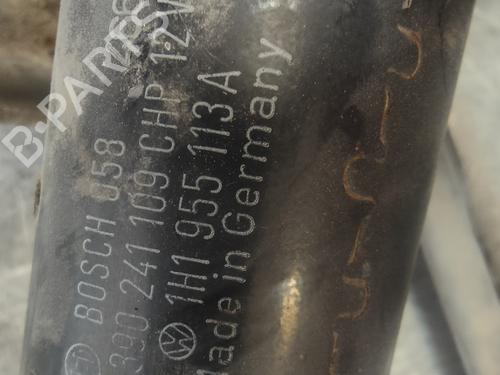 BOSCH 058
390 241 109 CHP 12V
1H1 955 113 A
Made in Germany
B-PARTS